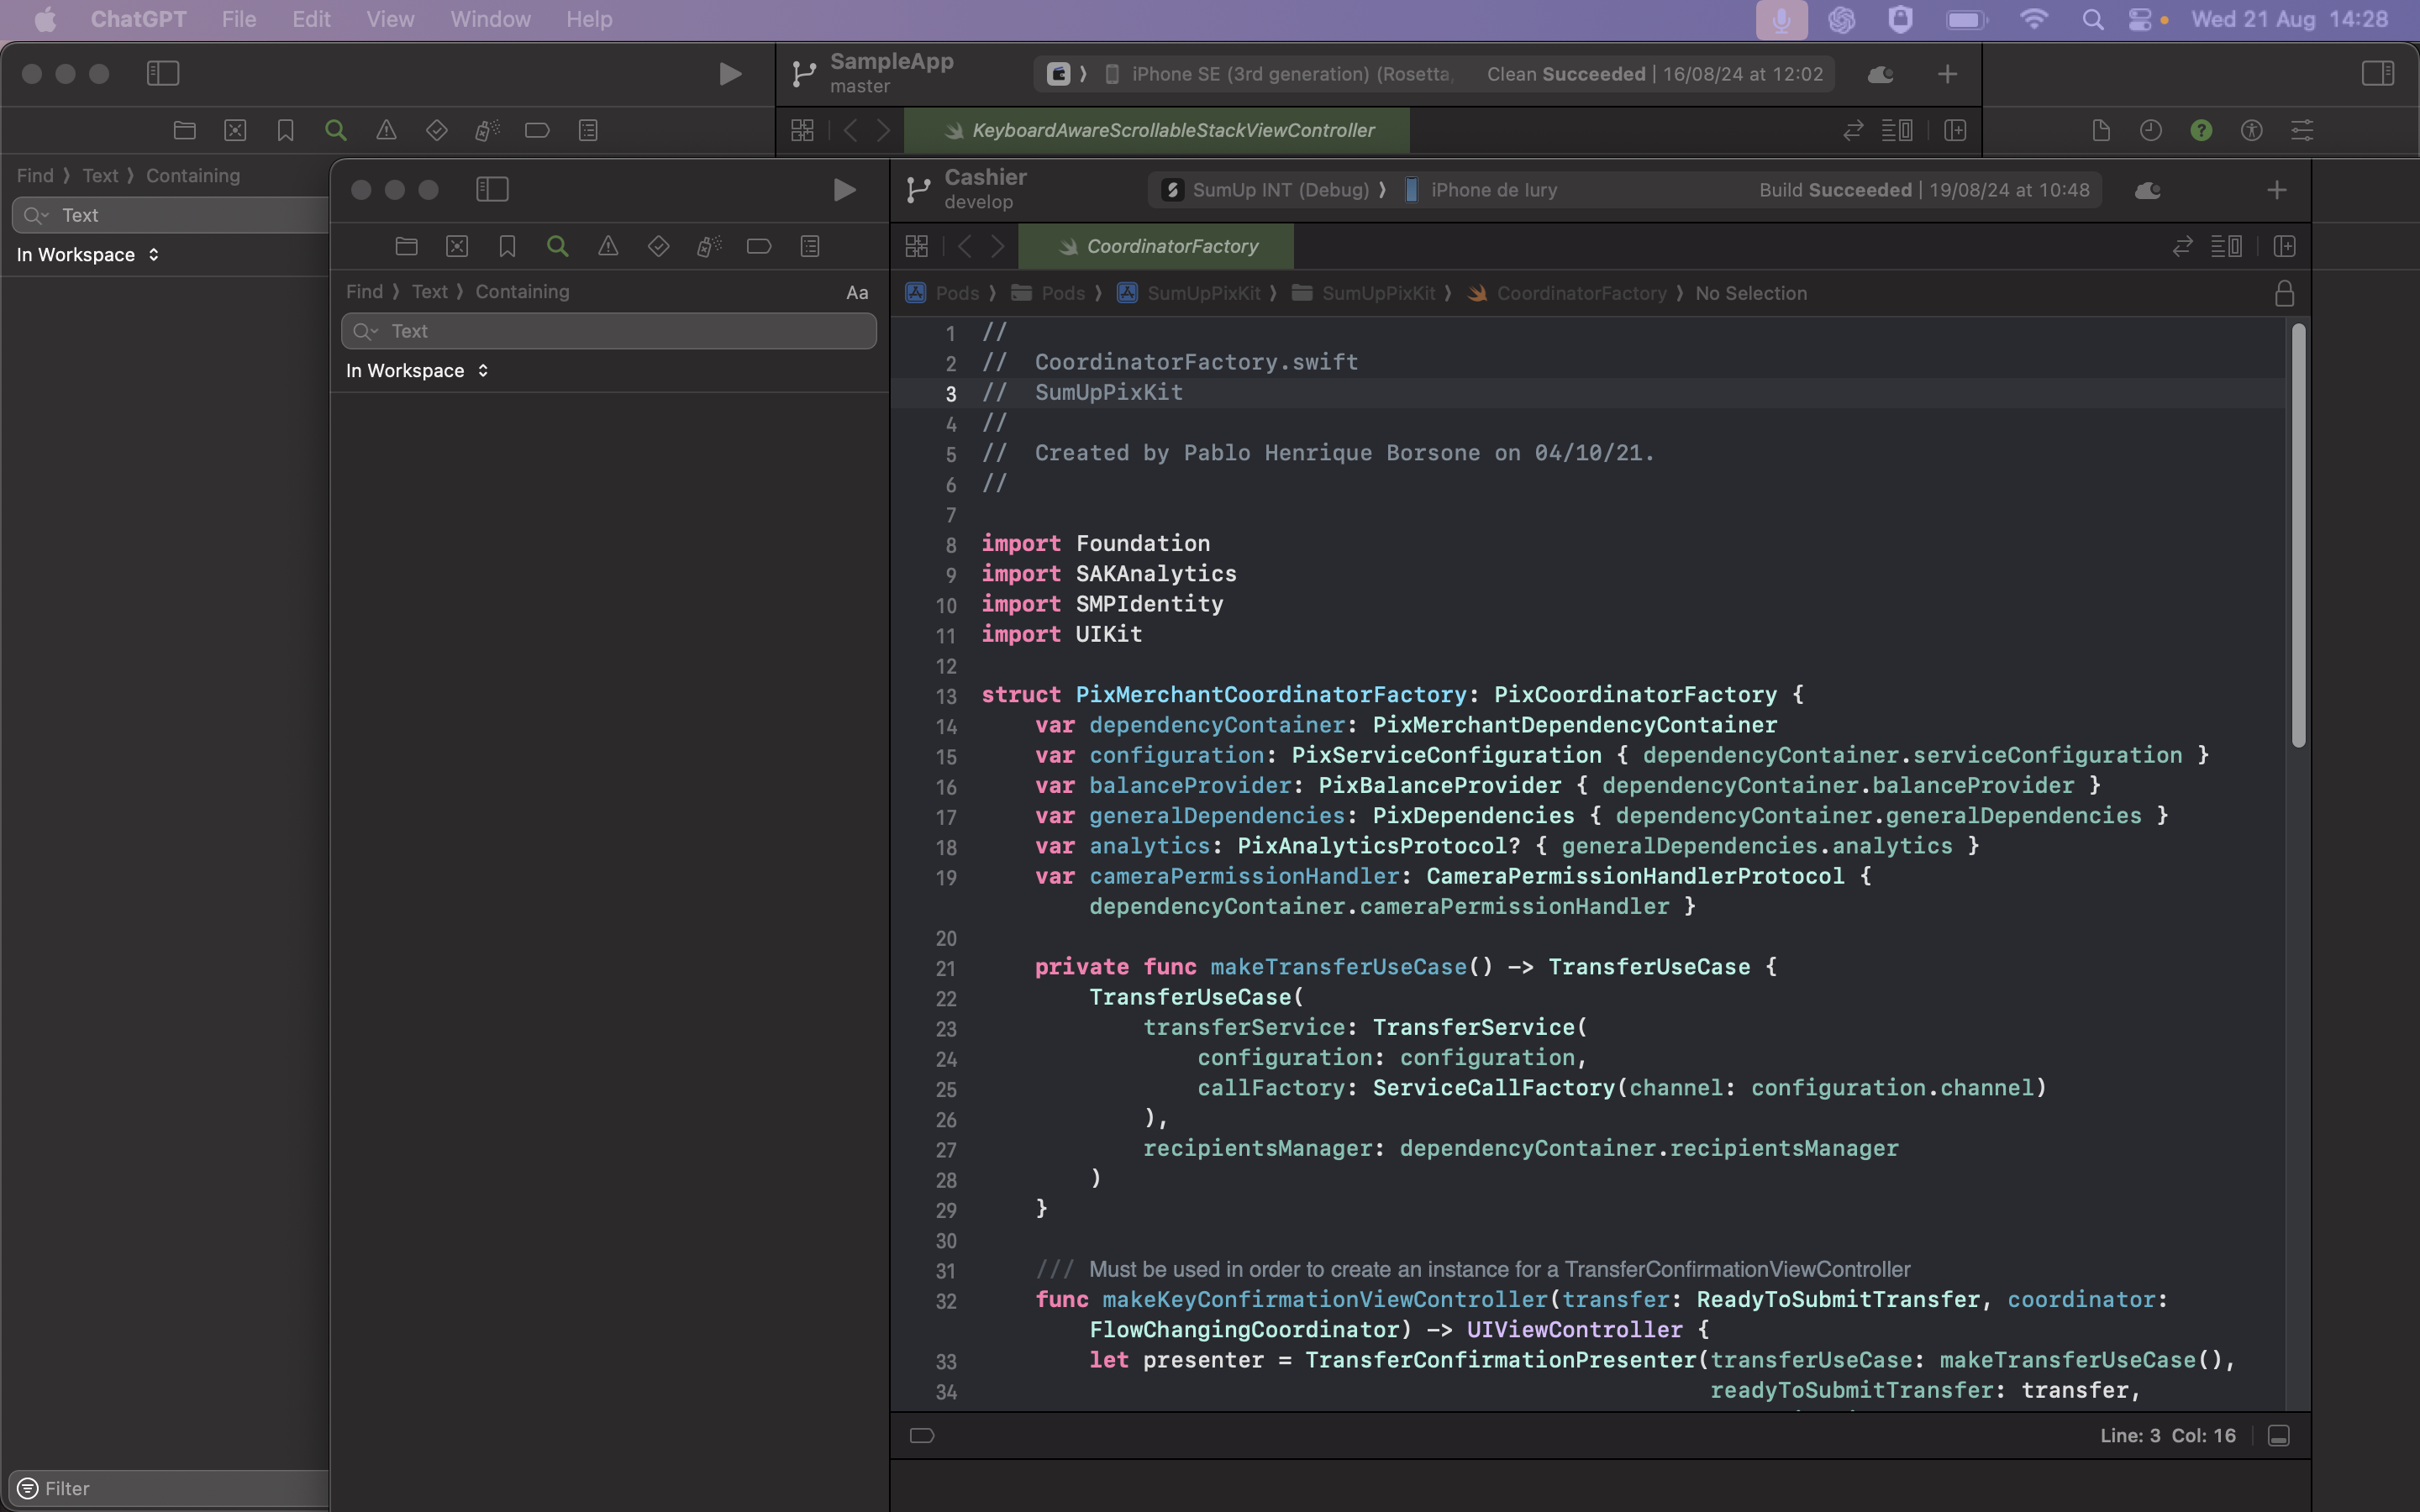 ChatGPT File Edit View Window Help Wed 21 Aug 14:28
SampleApp
master
iPhone SE (3rd generation) (Rosetta, Clean Succeeded | 16/08/24 at 12:02
KeyboardAwareScrollableStackViewController
Find Text Containing
Text
In Workspace
Filter
Cashier
develop
SumUp INT (Debug) iPhone de Iury Build Succeeded | 19/08/24 at 10:48
CoordinatorFactory
Find Text Containing Aa
Text
In Workspace
Pods Pods SumUpPixKit SumUpPixKit CoordinatorFactory No Selection
1 //
2 //  CoordinatorFactory.swift
3 //  SumUpPixKit
4 //
5 //  Created by Pablo Henrique Borsone on 04/10/21.
6 //
7
8 import Foundation
9 import SAKAnalytics
10 import SMPIdentity
11 import UIKit
12
13 struct PixMerchantCoordinatorFactory: PixCoordinatorFactory {
14     var dependencyContainer: PixMerchantDependencyContainer
15     var configuration: PixServiceConfiguration { dependencyContainer.serviceConfiguration }
16     var balanceProvider: PixBalanceProvider { dependencyContainer.balanceProvider }
17     var generalDependencies: PixDependencies { dependencyContainer.generalDependencies }
18     var analytics: PixAnalyticsProtocol? { generalDependencies.analytics }
19     var cameraPermissionHandler: CameraPermissionHandlerProtocol {
        dependencyContainer.cameraPermissionHandler }
20
21     private func makeTransferUseCase() -> TransferUseCase {
22         TransferUseCase(
23             transferService: TransferService(
24                 configuration: configuration,
25                 callFactory: ServiceCallFactory(channel: configuration.channel)
26             ),
27             recipientsManager: dependencyContainer.recipientsManager
28         )
29     }
30
31     /// Must be used in order to create an instance for a TransferConfirmationViewController
32     func makeKeyConfirmationViewController(transfer: ReadyToSubmitTransfer, coordinator:
        FlowChangingCoordinator) -> UIViewController {
33         let presenter = TransferConfirmationPresenter(transferUseCase: makeTransferUseCase(),
34                                                       readyToSubmitTransfer: transfer,
Line: 3 Col: 16